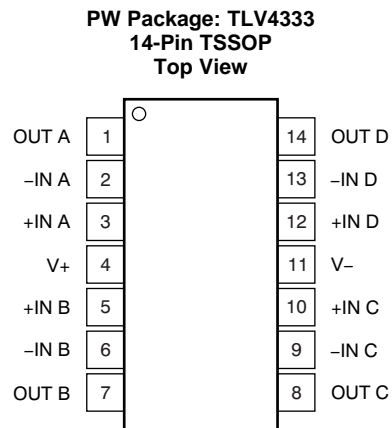 PW Package: TLV4333
14-Pin TSSOP
Top View
OUT A 1 14 OUT D
−IN A 2 13 −IN D
+IN A 3 12 +IN D
V+ 4 11 V−
+IN B 5 10 +IN C
−IN B 6 9 −IN C
OUT B 7 8 OUT C